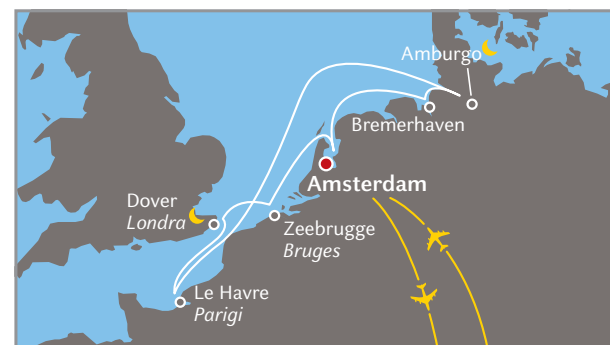 Amburgo
Bremerhaven
Amsterdam
Dover
Londra
Zeebrugge
Bruges
Le Havre
Parigi